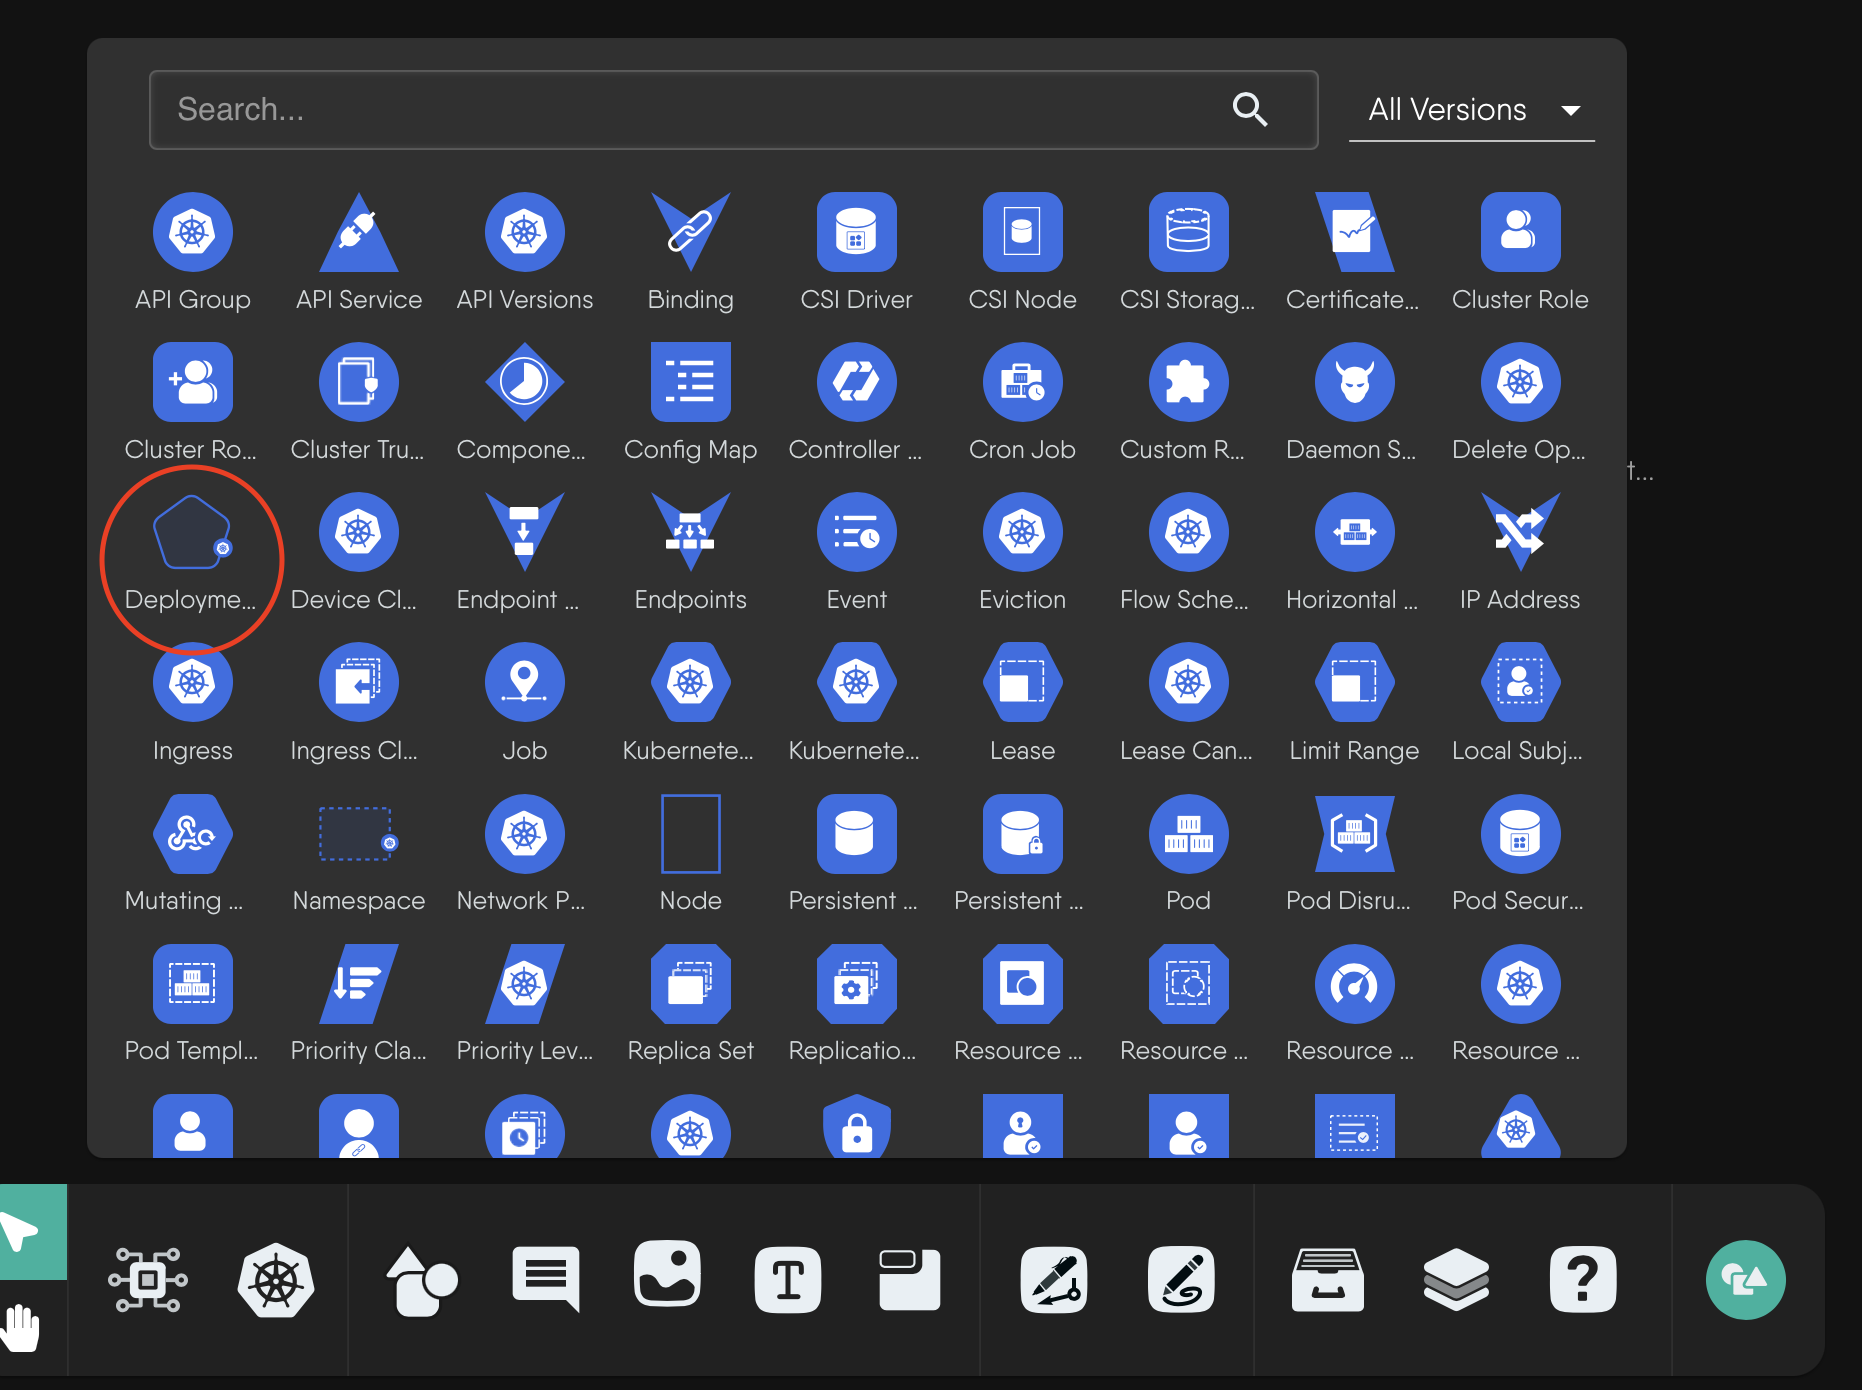 Search...
All Versions
API Group API Service API Versions Binding CSI Driver CSI Node CSI Storag... Certificate... Cluster Role
Cluster Ro... Cluster Tru... Compone... Config Map Controller ... Cron Job Custom R... Daemon S... Delete Op...
t...
Deployme... Device Cl... Endpoint ... Endpoints Event Eviction Flow Sche... Horizontal ... IP Address
Ingress Ingress Cl... Job Kubernete... Kubernete... Lease Lease Can... Limit Range Local Subj...
Mutating ... Namespace Network P... Node Persistent ... Persistent ... Pod Pod Disru... Pod Secur...
Pod Templ... Priority Cla... Priority Lev... Replica Set Replicatio... Resource ... Resource ... Resource ... Resource ...
T ?